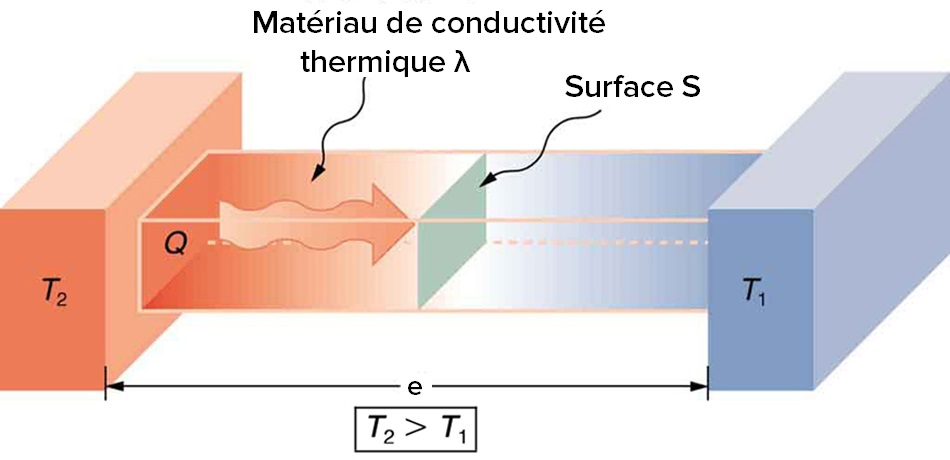 Matériau de conductivité
thermique λ
Surface S
Q
T₂
T₁
e
T₂ > T₁